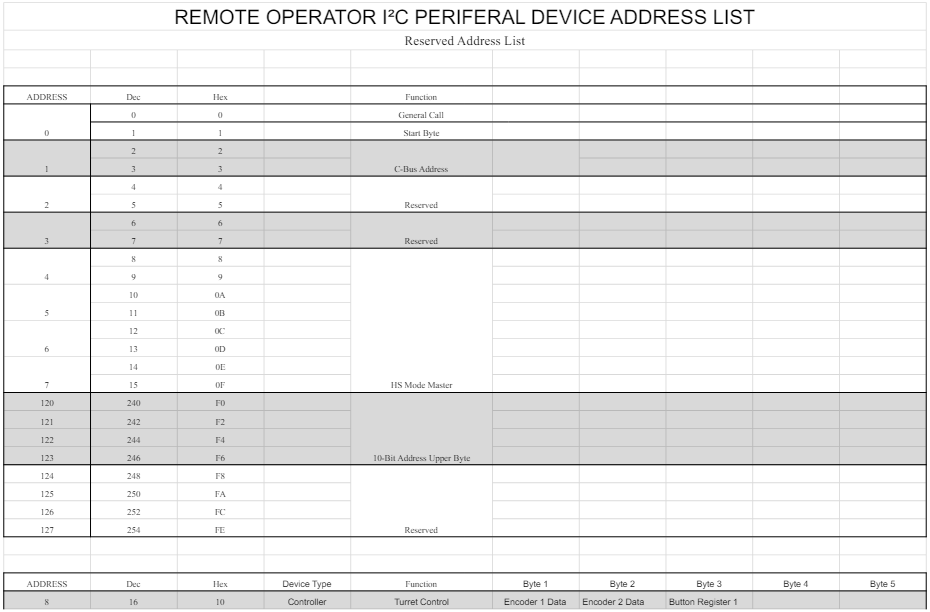 REMOTE OPERATOR I²C PERIFERAL DEVICE ADDRESS LIST
Reserved Address List
ADDRESS Dec Hex Function
0 0 General Call
0 1 1 Start Byte
2 2
1 3 3 C-Bus Address
4 4
2 5 5 Reserved
6 6
3 7 7 Reserved
8 8
4 9 9
10 0A
5 11 0B
12 0C
6 13 0D
14 0E
7 15 0F HS Mode Master
120 240 F0
121 242 F2
122 244 F4
123 246 F6 10-Bit Address Upper Byte
124 248 F8
125 250 FA
126 252 FC
127 254 FE Reserved
ADDRESS Dec Hex Device Type Function Byte 1 Byte 2 Byte 3 Byte 4 Byte 5
8 16 10 Controller Turret Control Encoder 1 Data Encoder 2 Data Button Register 1